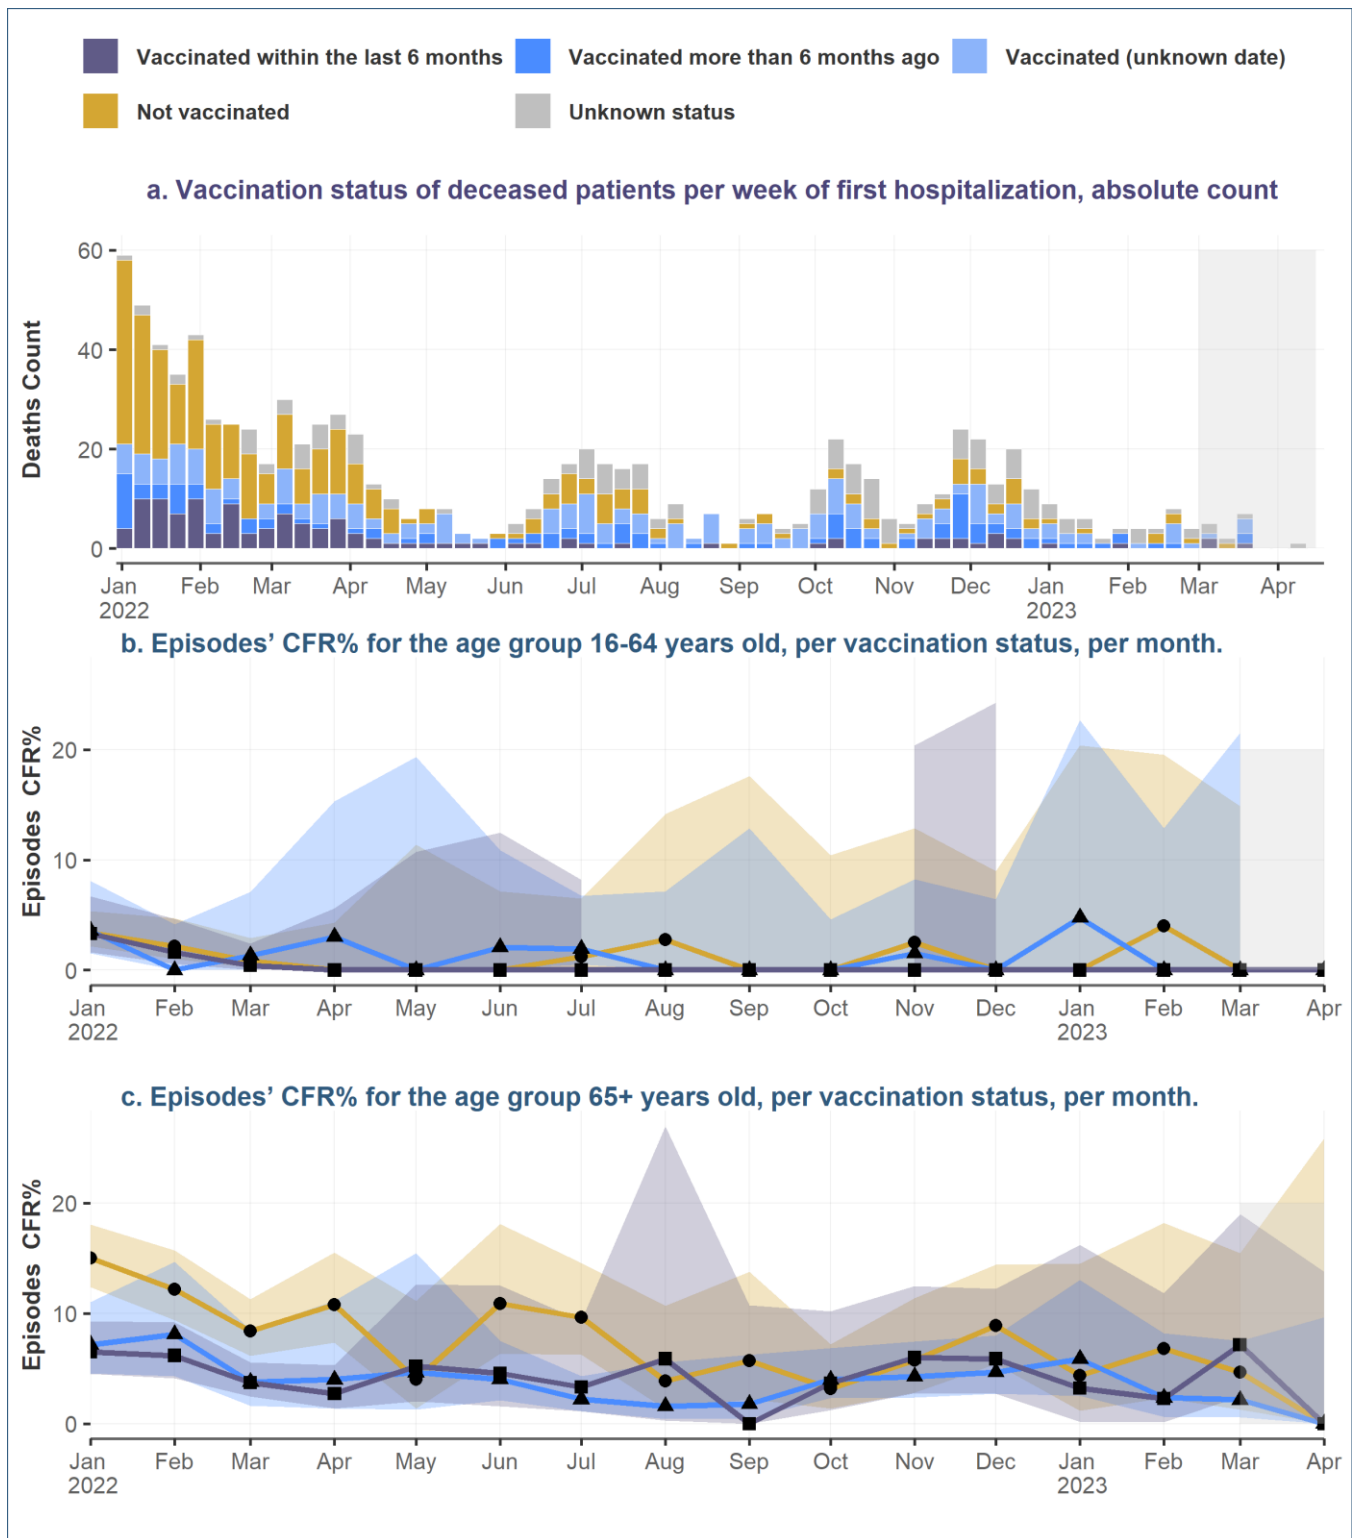 Vaccinated within the last 6 months Vaccinated more than 6 months ago Vaccinated (unknown date)
Not vaccinated Unknown status
a. Vaccination status of deceased patients per week of first hospitalization, absolute count
Deaths Count
60
40
20
0
Jan Feb Mar Apr May Jun Jul Aug Sep Oct Nov Dec Jan Feb Mar Apr
2022 2023
b. Episodes’ CFR% for the age group 16-64 years old, per vaccination status, per month.
Episodes CFR%
20
10
0
Jan Feb Mar Apr May Jun Jul Aug Sep Oct Nov Dec Jan Feb Mar Apr
2022 2023
c. Episodes’ CFR% for the age group 65+ years old, per vaccination status, per month.
Episodes CFR%
20
10
0
Jan Feb Mar Apr May Jun Jul Aug Sep Oct Nov Dec Jan Feb Mar Apr
2022 2023